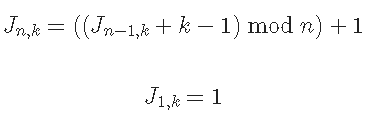 J_{n,k} = ((J_{n-1,k} + k - 1) mod n) + 1
J_{1,k} = 1